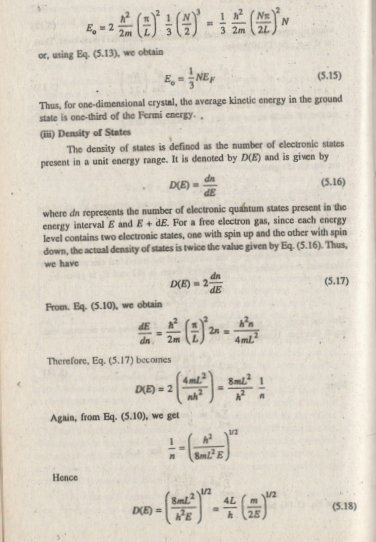 E₀ = 2 ℏ²/2m (π/L)² 1/3 (N/2)³ = 1/3 ℏ²/2m (Nπ/2L)² N
or, using Eq. (5.13), we obtain
E₀ = 1/3 NE_F (5.15)
Thus, for one-dimensional crystal, the average kinetic energy in the ground
state is one-third of the Fermi energy.
(iii) Density of States
The density of states is defined as the number of electronic states
present in a unit energy range. It is denoted by D(E) and is given by
D(E) = dn/dE (5.16)
where dn represents the number of electronic quantum states present in the
energy interval E and E + dE. For a free electron gas, since each energy
level contains two electronic states, one with spin up and the other with spin
down, the actual density of states is twice the value given by Eq. (5.16). Thus,
we have
D(E) = 2 dn/dE (5.17)
From. Eq. (5.10), we obtain
dE/dn = ℏ²/2m (π/L)² 2n = h²n/4mL²
Therefore, Eq. (5.17) becomes
D(E) = 2 (4mL²/nh²) = 8mL²/h² 1/n
Again, from Eq. (5.10), we get
1/n = (h²/8mL²E)^1/2
Hence
D(E) = (8mL²/h²E)^1/2 = 4L/h (m/2E)^1/2 (5.18)